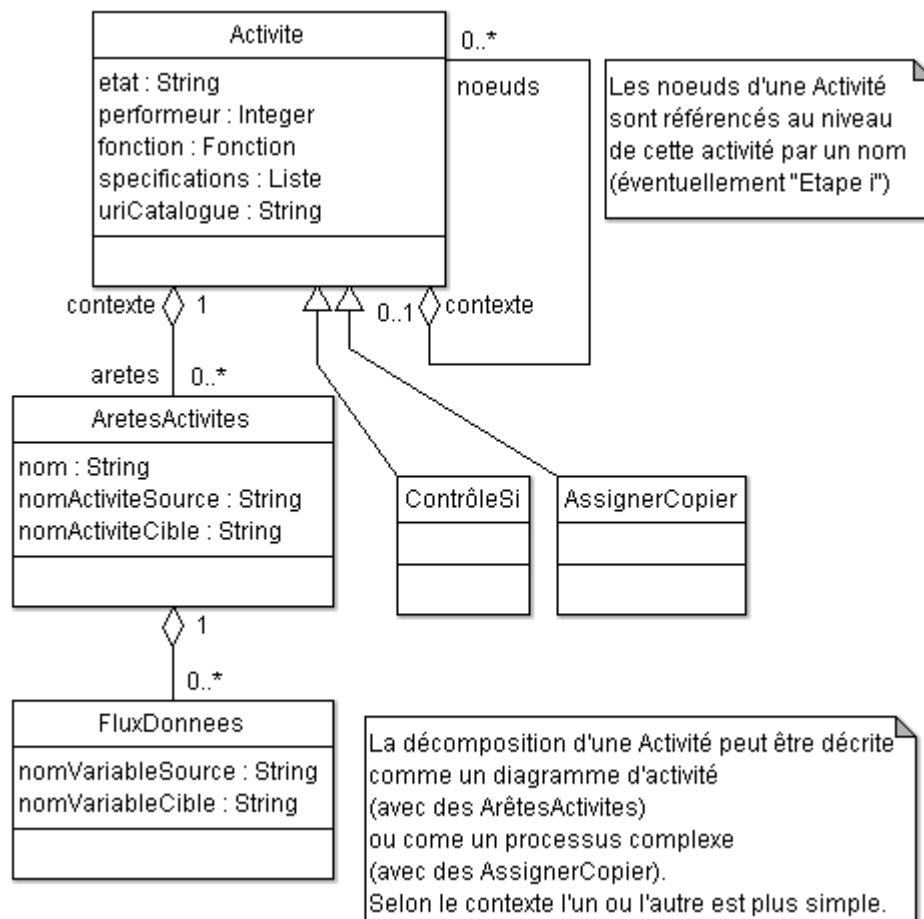 Activite
0..*
etat : String
performeur : Integer
fonction : Fonction
specifications : Liste
uriCatalogue : String
noeuds
Les noeuds d'une Activité
sont référencés au niveau
de cette activité par un nom
(éventuellement "Etape i")
contexte
1
0..1
contexte
aretes
0..*
AretesActivites
nom : String
nomActiviteSource : String
nomActiviteCible : String
ContrôleSi
AssignerCopier
1
0..*
FluxDonnees
nomVariableSource : String
nomVariableCible : String
La décomposition d'une Activité peut être décrite
comme un diagramme d'activité
(avec des ArêtesActivites)
ou come un processus complexe
(avec des AssignerCopier).
Selon le contexte l'un ou l'autre est plus simple.